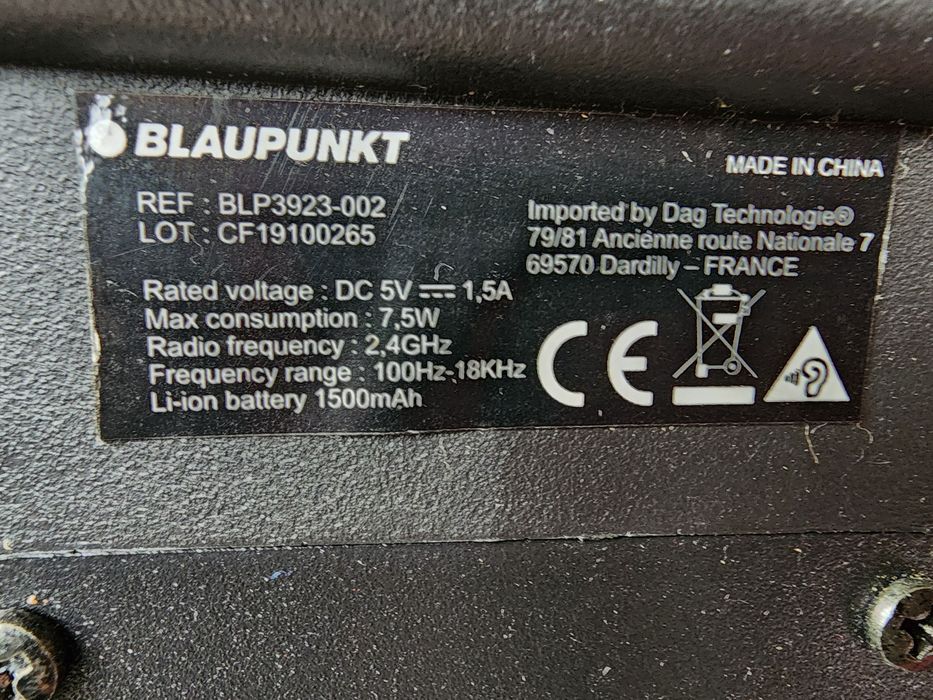 BLAUPUNKT
MADE IN CHINA
REF : BLP3923-002
LOT : CF19100265
Imported by Dag Technologie®
79/81 Ancienne route Nationale 7
69570 Dardilly – FRANCE
Rated voltage : DC 5V ⎓ 1,5A
Max consumption : 7,5W
Radio frequency : 2,4GHz
Frequency range : 100Hz-18KHz
Li-ion battery 1500mAh
CE